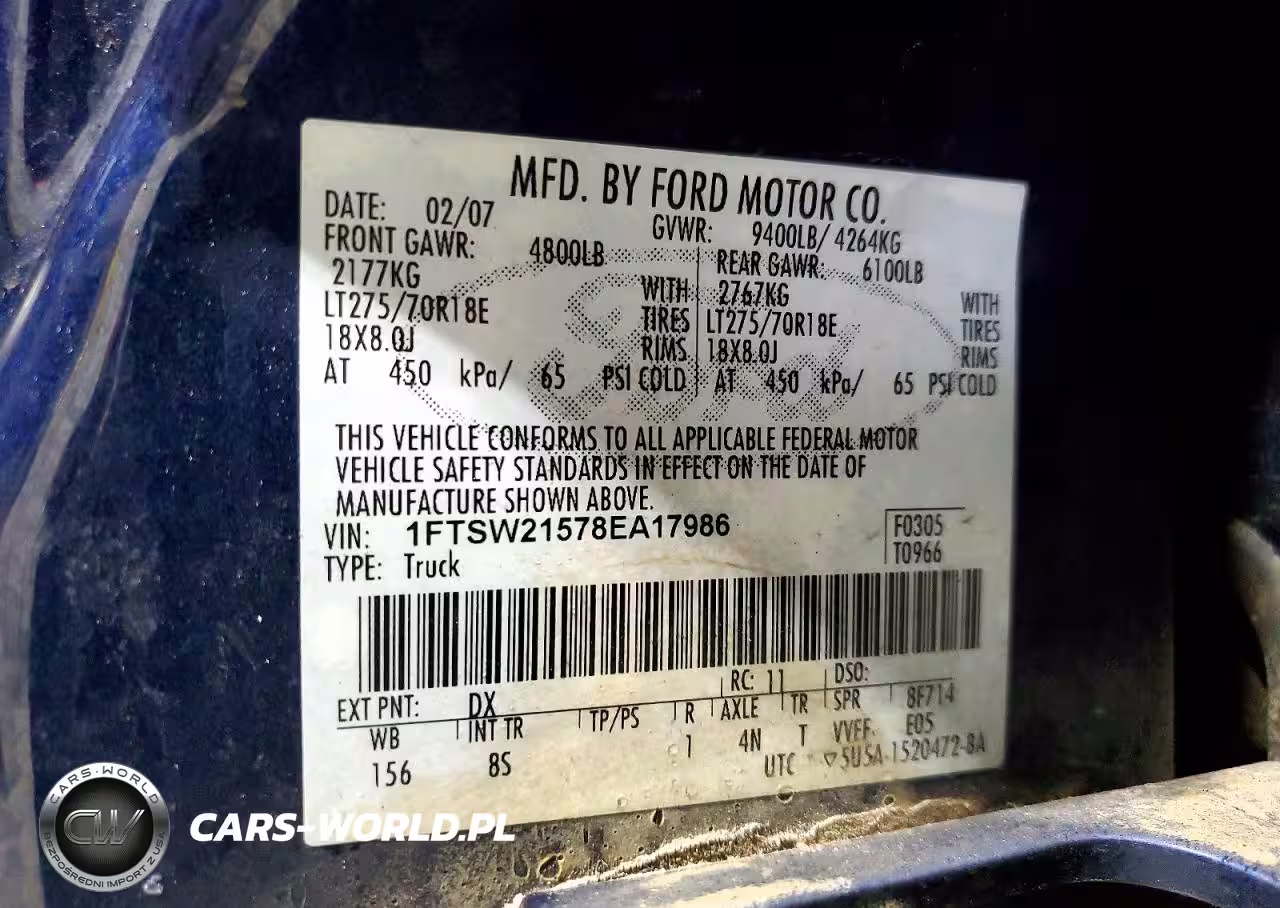 MFD. BY FORD MOTOR CO.
DATE: 02/07 GVWR: 9400LB/ 4264KG
FRONT GAWR: 4800LB REAR GAWR: 6100LB
2177KG WITH 2767KG WITH
LT275/70R18E TIRES LT275/70R18E TIRES
18X8.0J RIMS 18X8.0J RIMS
AT 450 kPa/ 65 PSI COLD AT 450 kPa/ 65 PSI COLD
THIS VEHICLE CONFORMS TO ALL APPLICABLE FEDERAL MOTOR
VEHICLE SAFETY STANDARDS IN EFFECT ON THE DATE OF
MANUFACTURE SHOWN ABOVE.
VIN: 1FTSW21578EA17986 F0305
TYPE: Truck T0966
EXT PNT: DX RC: 11 DSO:
WB INT TR TP/PS R AXLE TR SPR 8F714
156 8S 1 4N T VVEF. E05
UTC ▽5USA-1520472-8A
CARS-WORLD
CW
BEZPOŚREDNI IMPORT Z USA
CARS-WORLD.PL